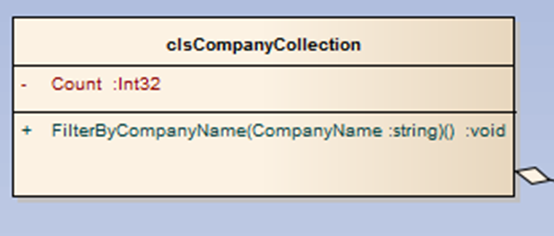 clsCompanyCollection
- Count :Int32
+ FilterByCompanyName(CompanyName :string)() :void